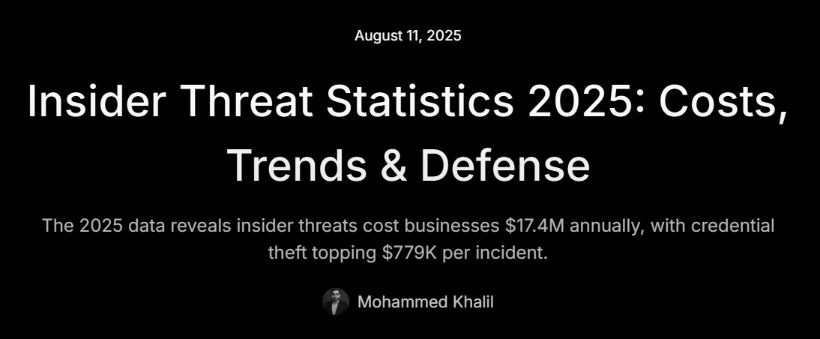 August 11, 2025
Insider Threat Statistics 2025: Costs,
Trends & Defense
The 2025 data reveals insider threats cost businesses $17.4M annually, with credential
theft topping $779K per incident.
Mohammed Khalil